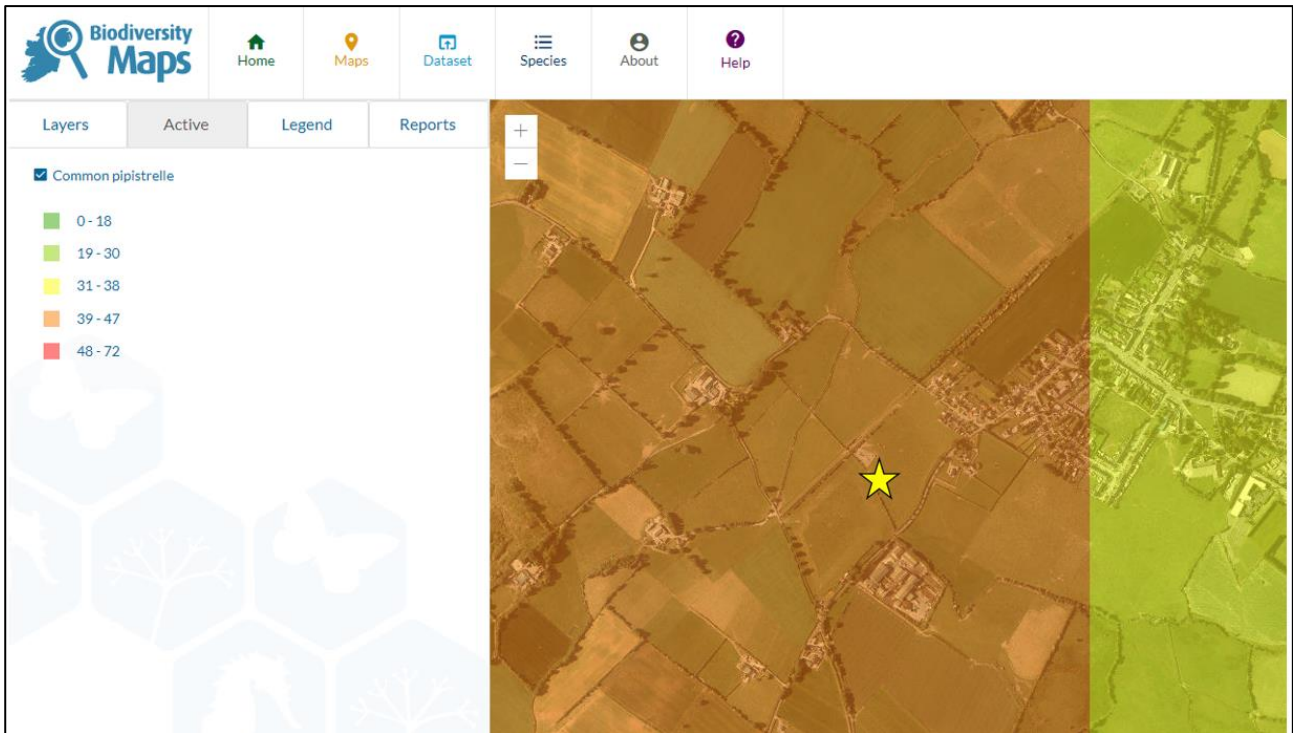 Biodiversity
Maps
Home
Maps
Dataset
Species
About
Help
Layers
Active
Legend
Reports
Common pipistrelle
0 - 18
19 - 30
31 - 38
39 - 47
48 - 72
+
−